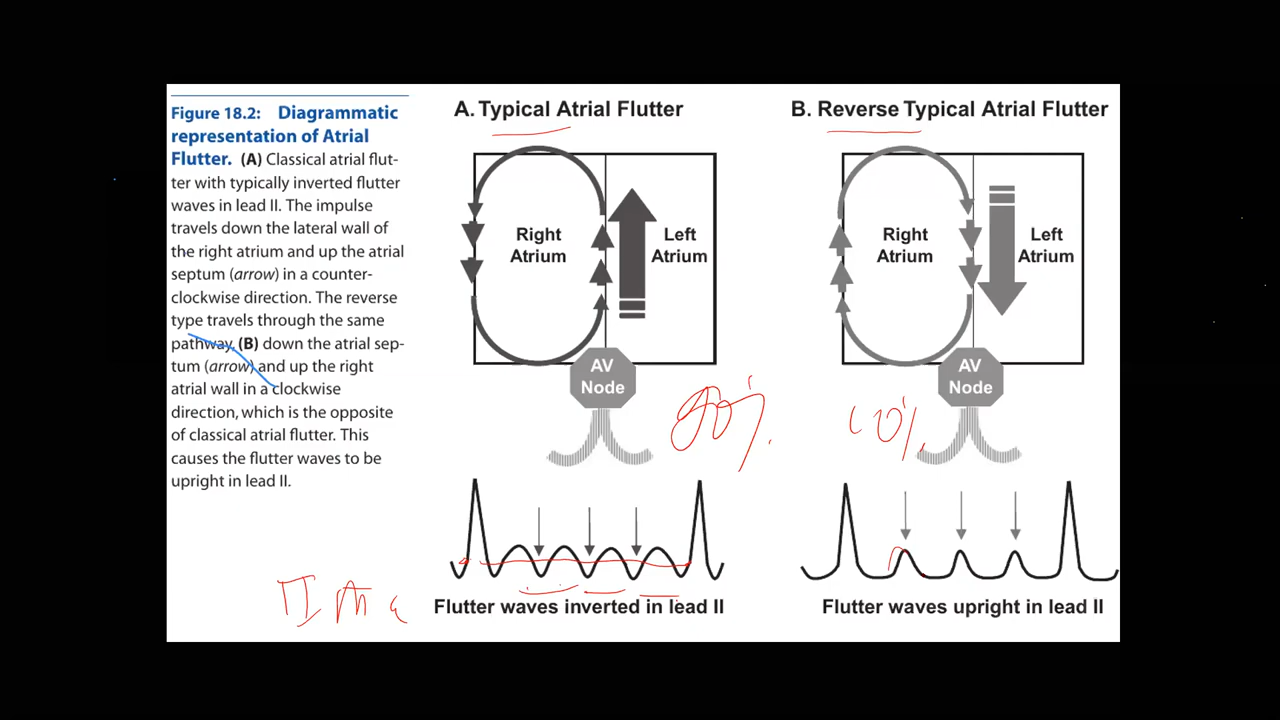 Figure 18.2: Diagrammatic
representation of Atrial
Flutter. (A) Classical atrial flut-
ter with typically inverted flutter
waves in lead II. The impulse
travels down the lateral wall of
the right atrium and up the atrial
septum (arrow) in a counter-
clockwise direction. The reverse
type travels through the same
pathway, (B) down the atrial sep-
tum (arrow) and up the right
atrial wall in a clockwise
direction, which is the opposite
of classical atrial flutter. This
causes the flutter waves to be
upright in lead II.
A. Typical Atrial Flutter
Right
Atrium
Left
Atrium
AV
Node
Flutter waves inverted in lead II
B. Reverse Typical Atrial Flutter
Right
Atrium
Left
Atrium
AV
Node
10%
Flutter waves upright in lead II